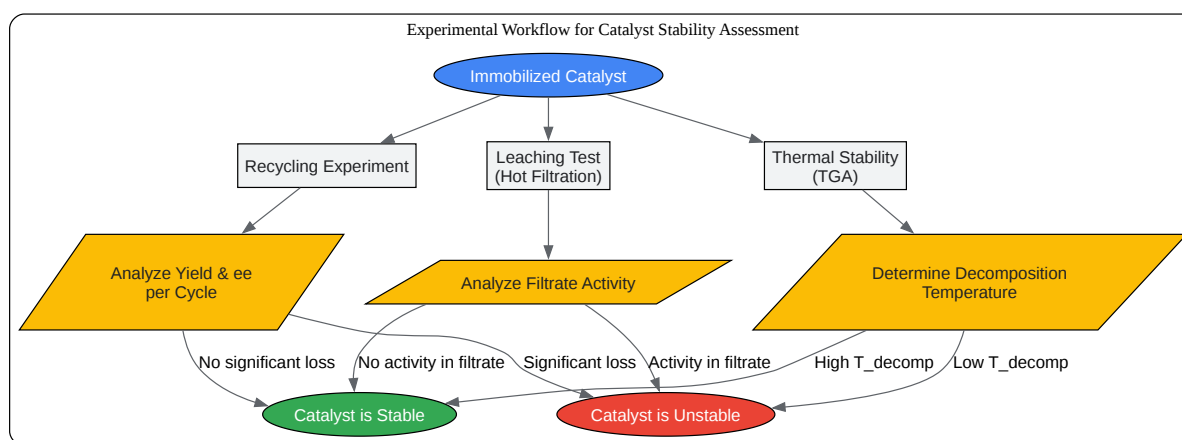 Experimental Workflow for Catalyst Stability Assessment
Immobilized Catalyst
Recycling Experiment
Leaching Test
(Hot Filtration)
Thermal Stability
(TGA)
Analyze Yield & ee
per Cycle
Analyze Filtrate Activity
Determine Decomposition
Temperature
No significant loss
No activity in filtrate
Significant loss
Activity in filtrate
High T_decomp
Low T_decomp
Catalyst is Stable
Catalyst is Unstable